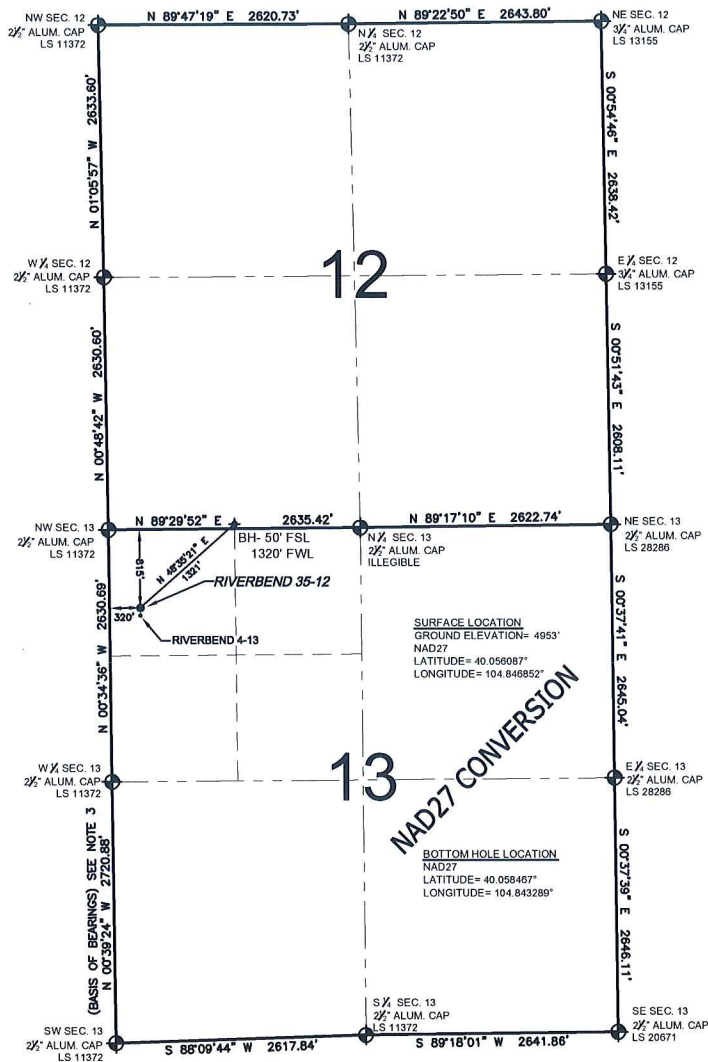 N 89°47'19" E 2620.73'
N 89°22'50" E 2643.80'
NW SEC. 12
2½" ALUM. CAP
LS 11372
N ¼ SEC. 12
2½" ALUM. CAP
LS 11372
NE SEC. 12
3¼" ALUM. CAP
LS 13155
N 01°05'57" W 2633.60'
S 00°54'46" E 2638.42'
W ¼ SEC. 12
2½" ALUM. CAP
LS 11372
12
E ¼ SEC. 12
3¼" ALUM. CAP
LS 13155
N 00°48'42" W 2630.60'
S 00°51'43" E 2608.11'
NW SEC. 13
2½" ALUM. CAP
LS 11372
N 89°29'52" E 2635.42'
N 89°17'10" E 2622.74'
BH- 50' FSL
1320' FWL
N ¼ SEC. 13
2½" ALUM. CAP
ILLEGIBLE
NE SEC. 13
2½" ALUM. CAP
LS 28286
815'
N 48°35'21" E
1321'
RIVERBEND 35-12
320'
RIVERBEND 4-13
N 00°34'36" W 2630.69'
S 00°37'41" E 2645.04'
SURFACE LOCATION
GROUND ELEVATION= 4953'
NAD27
LATITUDE= 40.056087°
LONGITUDE= 104.846852°
NAD27 CONVERSION
W ¼ SEC. 13
2½" ALUM. CAP
LS 11372
13
E ¼ SEC. 13
2½" ALUM. CAP
LS 28286
BOTTOM HOLE LOCATION
NAD27
LATITUDE= 40.058467°
LONGITUDE= 104.843289°
(BASIS OF BEARINGS) SEE NOTE 3
N 00°39'24" W 2720.88'
S 00°37'39" E 2646.11'
SW SEC. 13
2½" ALUM. CAP
LS 11372
S 88°09'44" W 2617.84'
S ¼ SEC. 13
2½" ALUM. CAP
LS 11372
S 89°18'01" W 2641.86'
SE SEC. 13
2½" ALUM. CAP
LS 20671